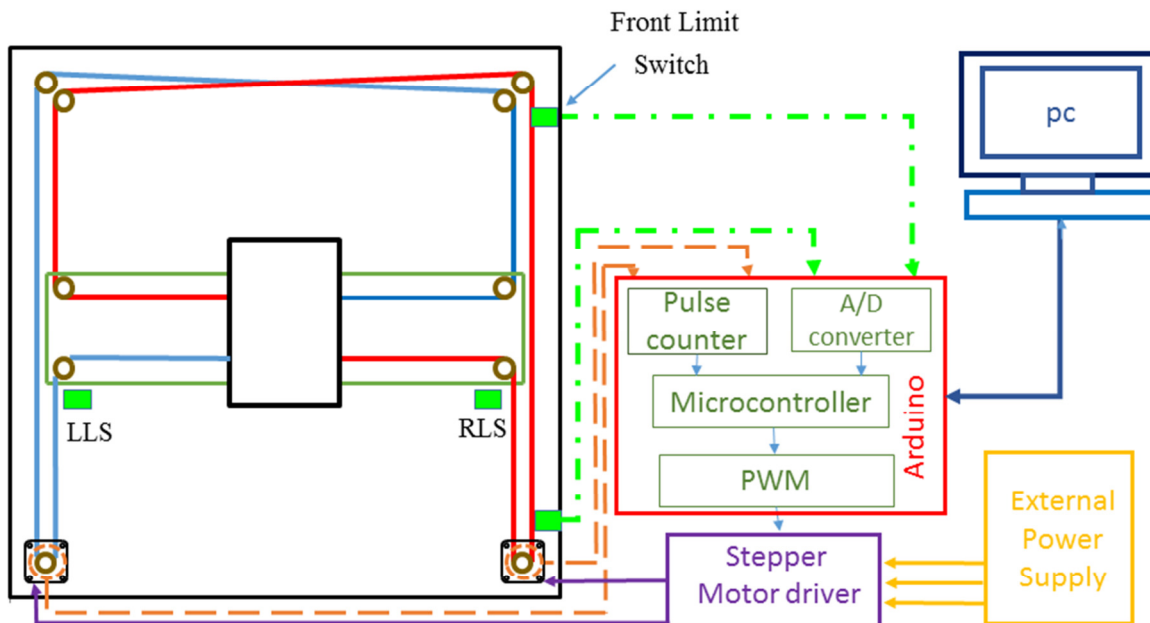 Front Limit
Switch
pc
Pulse
counter
A/D
converter
Microcontroller
Arduino
PWM
LLS
RLS
Stepper
Motor driver
External
Power
Supply